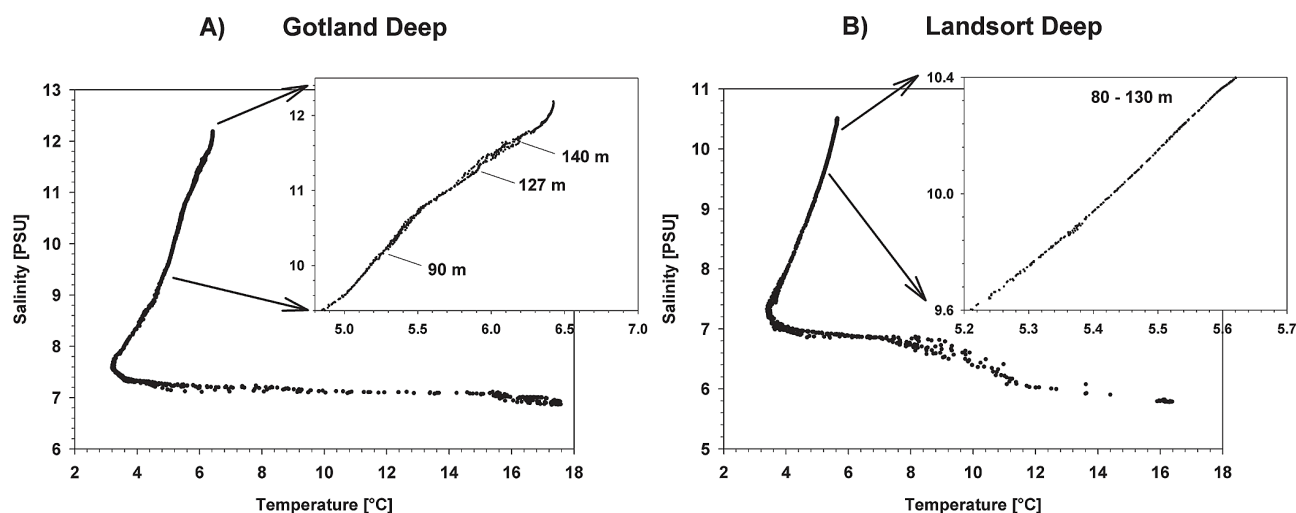 A) Gotland Deep
B) Landsort Deep
13
12
11
10
9
8
7
6
Salinity [PSU]
2 4 6 8 10 12 14 16 18
Temperature [°C]
12
11
10
5.0 5.5 6.0 6.5 7.0
140 m
127 m
90 m
11
10
9
8
7
6
5
Salinity [PSU]
2 4 6 8 10 12 14 16 18
Temperature [°C]
10.4
10.0
9.6
5.2 5.3 5.4 5.5 5.6 5.7
80 - 130 m